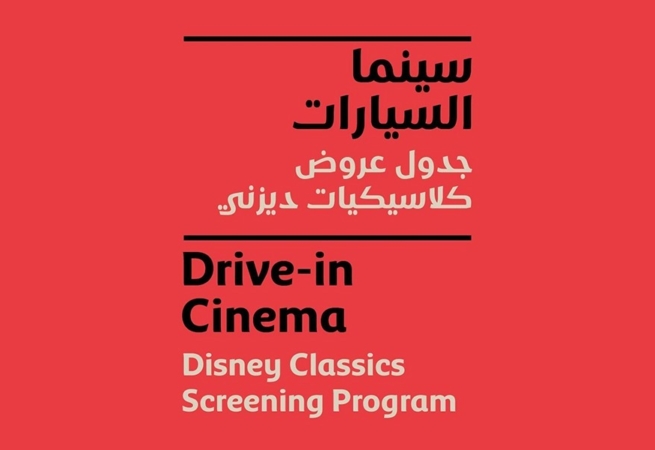 سينما
السيارات
جدول عروض
كلاسيكيات ديزني
Drive-in
Cinema
Disney Classics
Screening Program